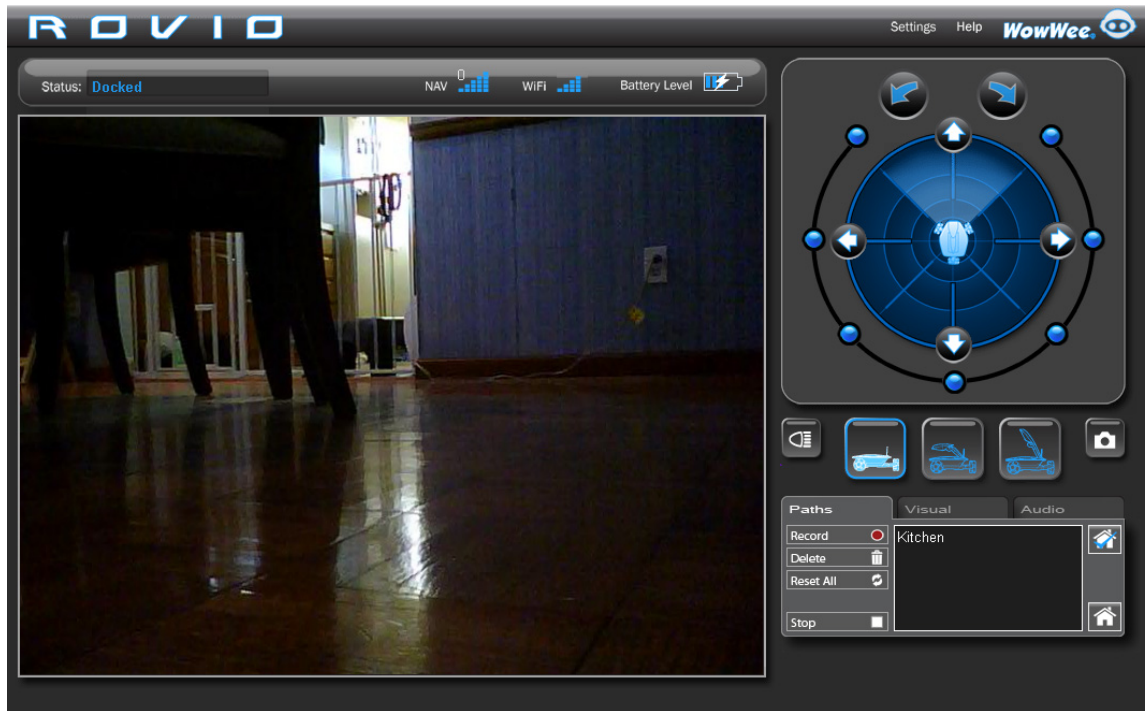 ROVIO
Settings Help WowWee.
Status: Docked
0
NAV WiFi Battery Level
Paths Visual Audio
Record
Kitchen
Delete
Reset All
Stop